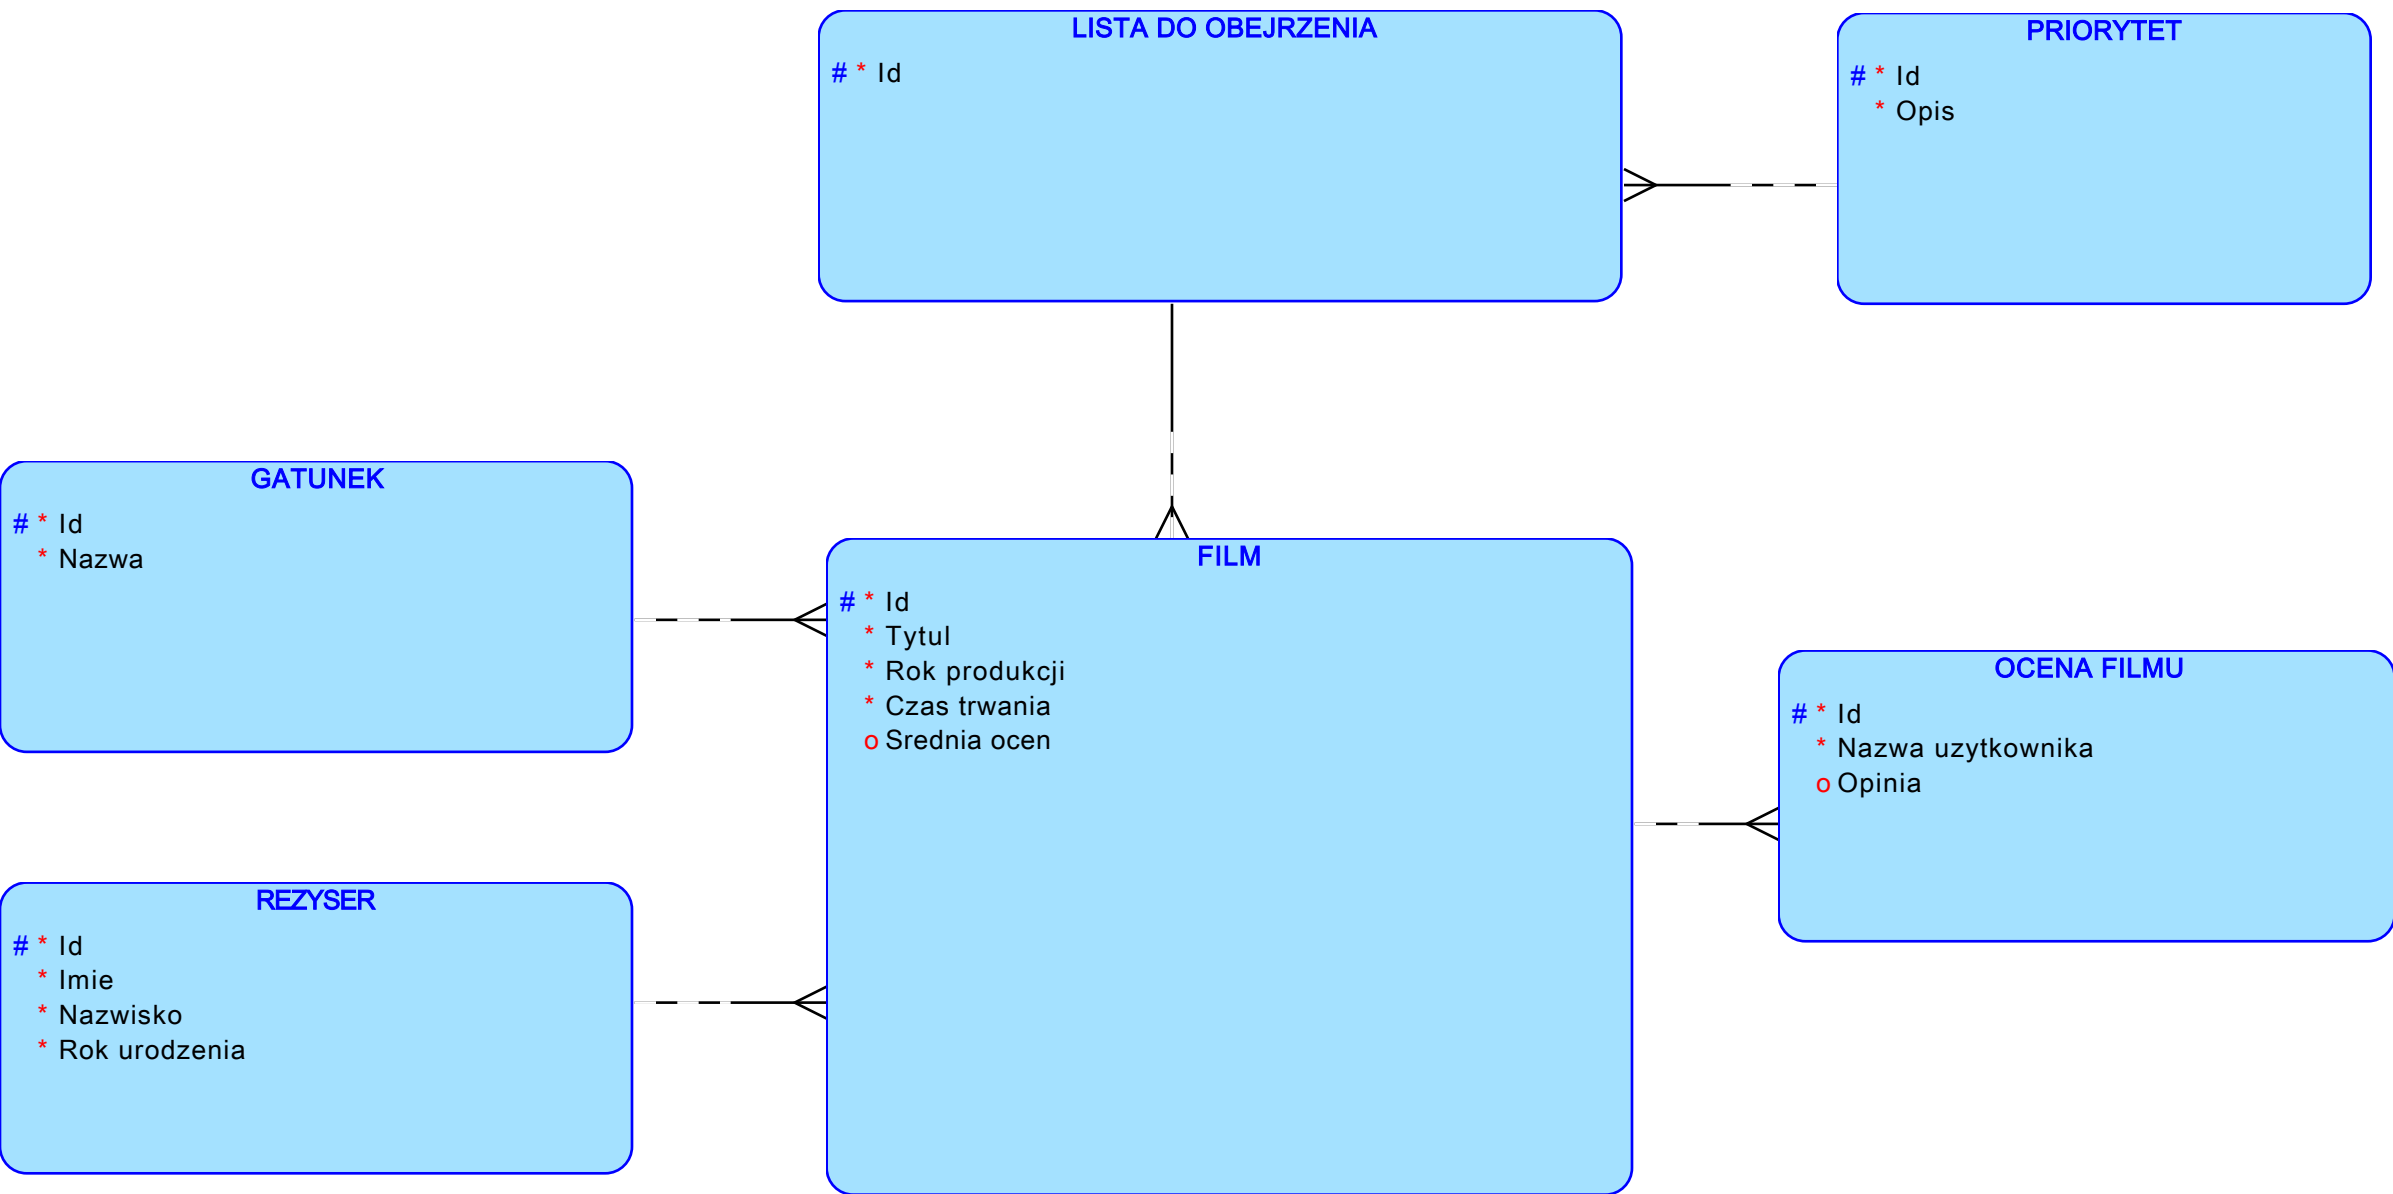 LISTA DO OBEJRZENIA
# * Id
PRIORYTET
# * Id
* Opis
GATUNEK
# * Id
* Nazwa
FILM
# * Id
* Tytul
* Rok produkcji
* Czas trwania
o Srednia ocen
OCENA FILMU
# * Id
* Nazwa uzytkownika
o Opinia
REZYSER
# * Id
* Imie
* Nazwisko
* Rok urodzenia